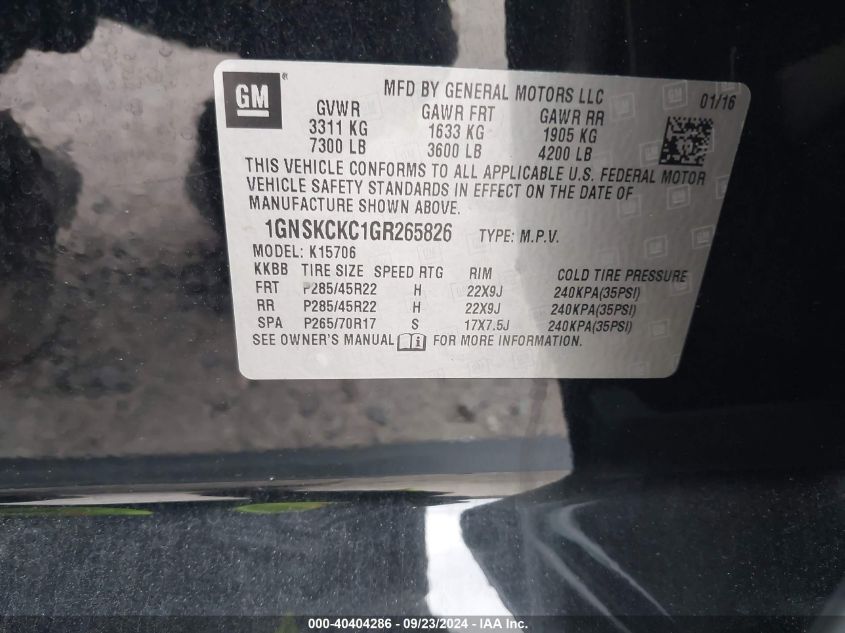 GM ®
MFD BY GENERAL MOTORS LLC 01/16
GVWR GAWR FRT GAWR RR
3311 KG 1633 KG 1905 KG
7300 LB 3600 LB 4200 LB
THIS VEHICLE CONFORMS TO ALL APPLICABLE U.S. FEDERAL MOTOR
VEHICLE SAFETY STANDARDS IN EFFECT ON THE DATE OF
MANUFACTURE SHOWN ABOVE.
1GNSKCKC1GR265826 TYPE: M.P.V.
MODEL: K15706
KKBB TIRE SIZE SPEED RTG RIM COLD TIRE PRESSURE
FRT P285/45R22 H 22X9J 240KPA(35PSI)
RR P285/45R22 H 22X9J 240KPA(35PSI)
SPA P265/70R17 S 17X7.5J 240KPA(35PSI)
SEE OWNER'S MANUAL i FOR MORE INFORMATION.
000-40404286 - 09/23/2024 - IAA Inc.